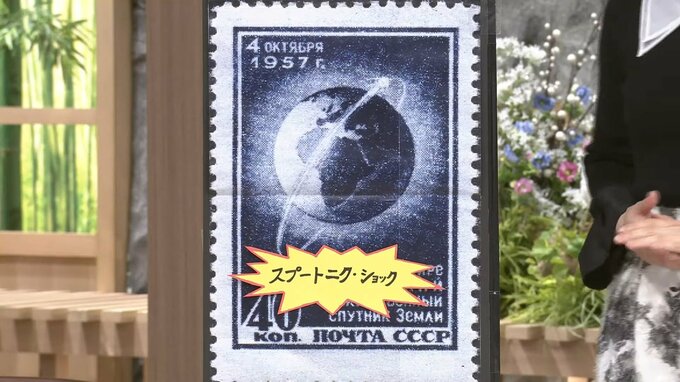 4 ОКТЯБРЯ
1957 г.
スプートニク・ショック
СПУТНИК ЗЕМЛИ
40
КОП. ПОЧТА СССР